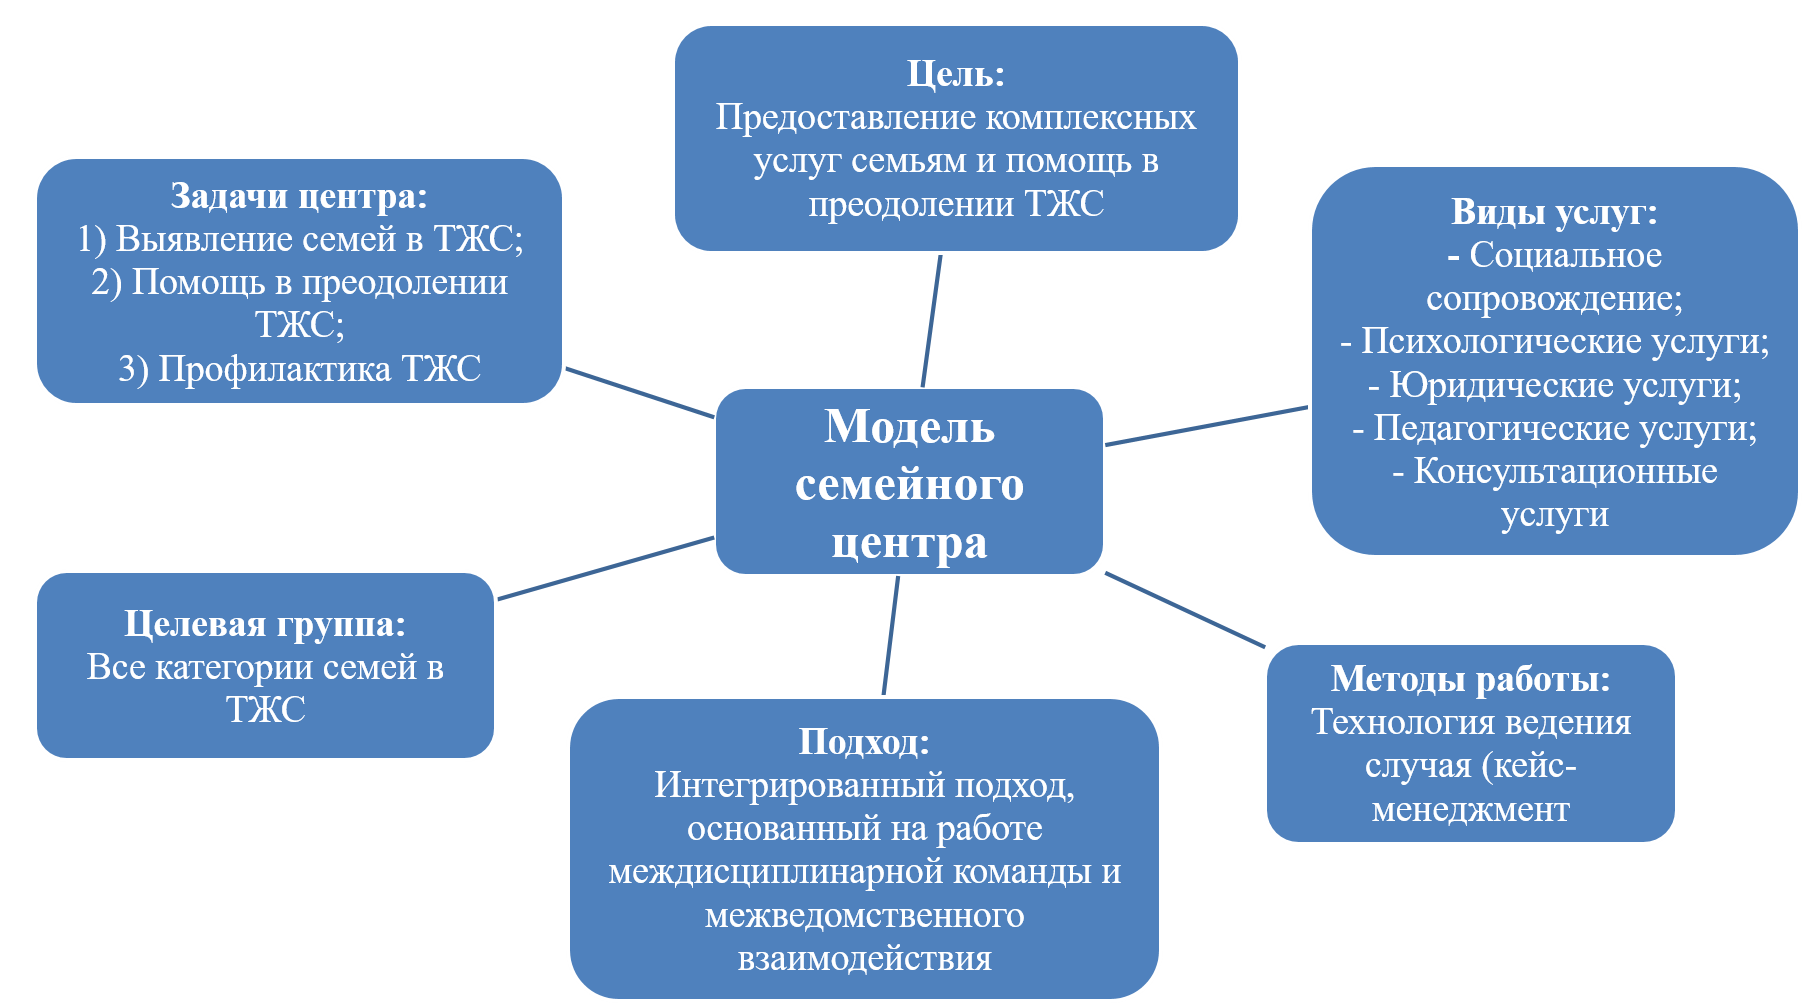 Цель:
Предоставление комплексных
услуг семьям и помощь в
преодолении ТЖС
Задачи центра:
1) Выявление семей в ТЖС;
2) Помощь в преодолении
ТЖС;
3) Профилактика ТЖС
Виды услуг:
- Социальное
сопровождение;
- Психологические услуги;
- Юридические услуги;
- Педагогические услуги;
- Консультационные
услуги
Модель
семейного
центра
Целевая группа:
Все категории семей в
ТЖС
Подход:
Интегрированный подход,
основанный на работе
междисциплинарной команды и
межведомственного
взаимодействия
Методы работы:
Технология ведения
случая (кейс-
менеджмент